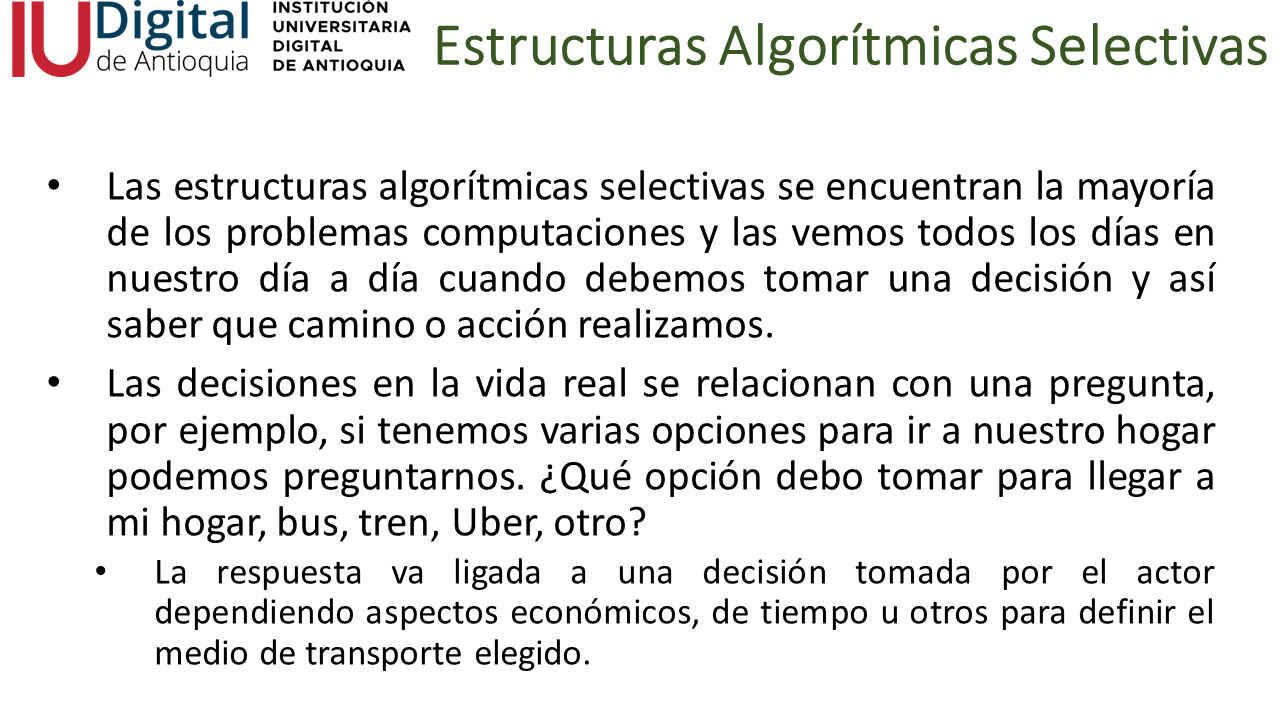 IU Digital
de Antioquia
INSTITUCIÓN
UNIVERSITARIA
DIGITAL
DE ANTIOQUIA
Estructuras Algorítmicas Selectivas
• Las estructuras algorítmicas selectivas se encuentran la mayoría
de los problemas computaciones y las vemos todos los días en
nuestro día a día cuando debemos tomar una decisión y así
saber que camino o acción realizamos.
• Las decisiones en la vida real se relacionan con una pregunta,
por ejemplo, si tenemos varias opciones para ir a nuestro hogar
podemos preguntarnos. ¿Qué opción debo tomar para llegar a
mi hogar, bus, tren, Uber, otro?
• La respuesta va ligada a una decisión tomada por el actor
dependiendo aspectos económicos, de tiempo u otros para definir el
medio de transporte elegido.